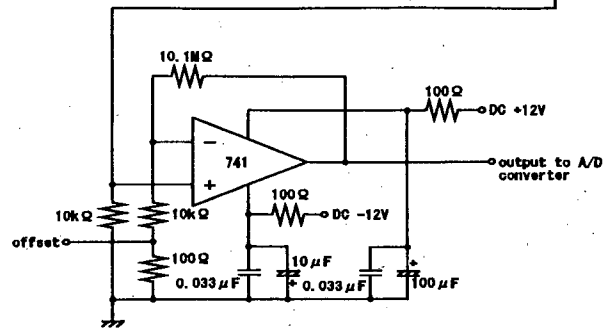 10.1MΩ
100Ω
DC +12V
−
741
+
output to A/D
converter
10kΩ
10kΩ
100Ω
DC -12V
offset
100Ω
0.033μF
10μF
+
0.033μF
+
100μF